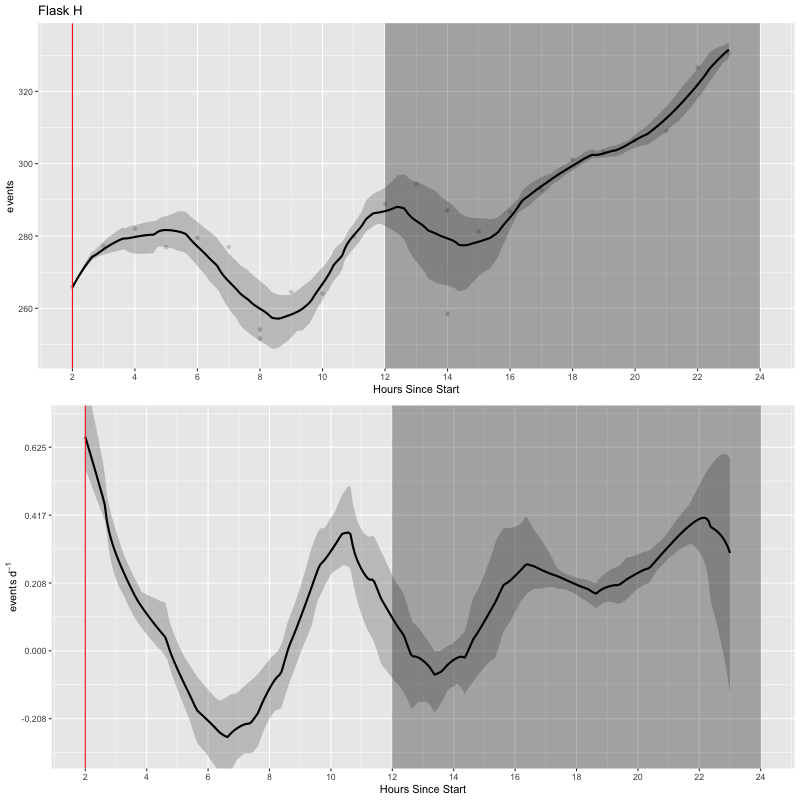 Flask H
events
320
300
280
260
2 4 6 8 10 12 14 16 18 20 22 24
Hours Since Start
events d⁻¹
0.625
0.417
0.208
0.000
-0.208
2 4 6 8 10 12 14 16 18 20 22 24
Hours Since Start